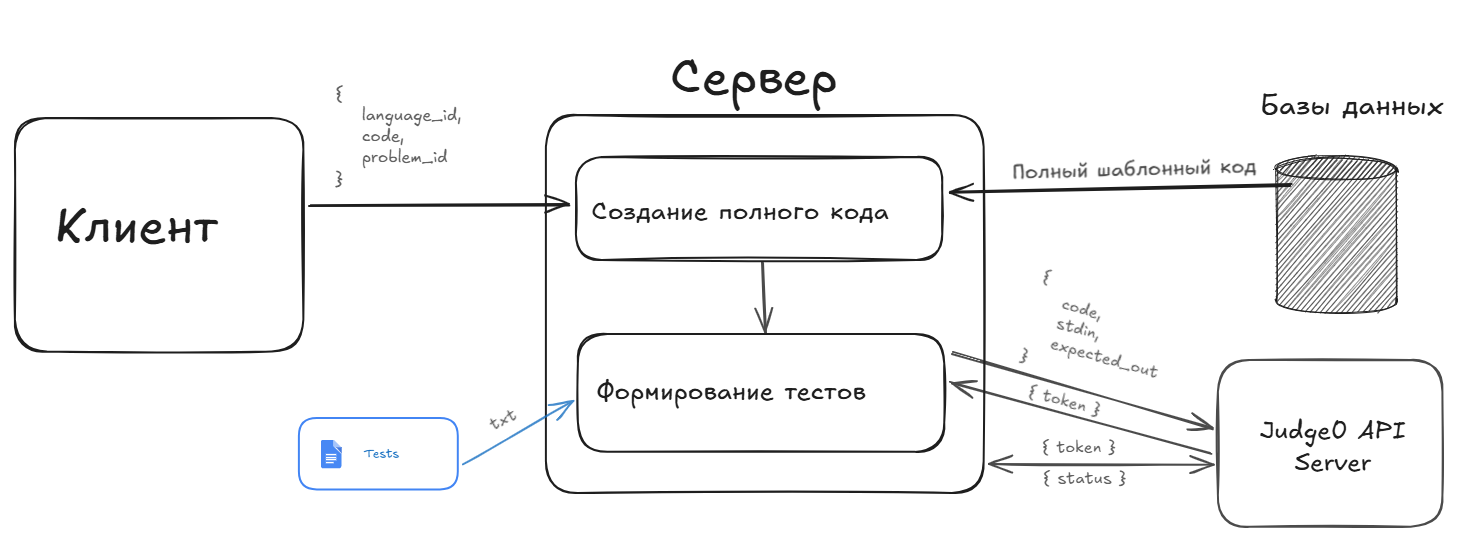 Сервер
Базы данных
{
language_id,
code,
problem_id
}
Клиент
Создание полного кода
Полный шаблонный код
{
code,
stdin,
expected_out
}
Формирование тестов
{ token }
txt
Tests
Judge0 API
Server
{ token }
{ status }